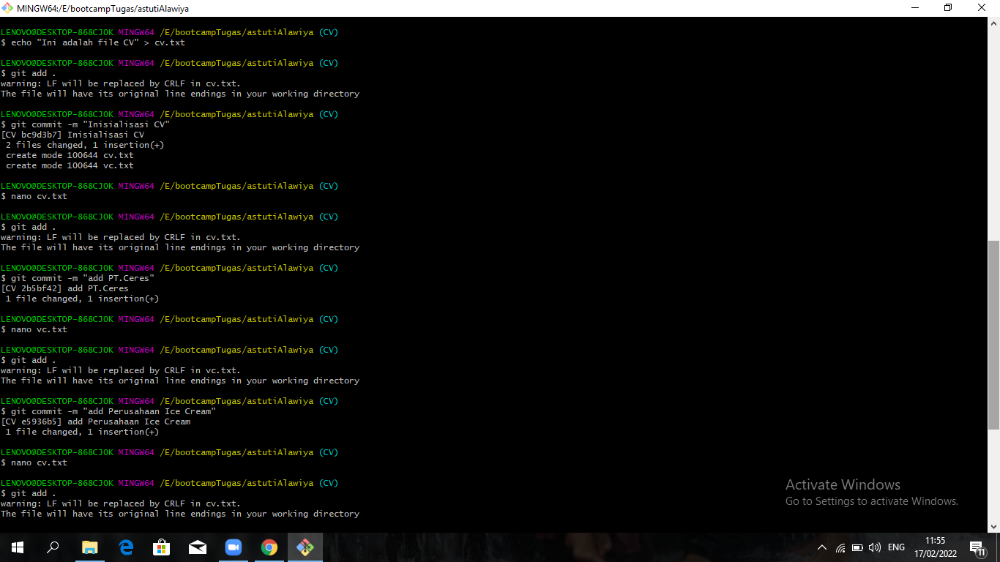 MINGW64:/E/bootcampTugas/astutiAlawiya
LENOVO@DESKTOP-868CJOK MINGW64 /E/bootcampTugas/astutiAlawiya (CV)
$ echo "Ini adalah file CV" > cv.txt
LENOVO@DESKTOP-868CJOK MINGW64 /E/bootcampTugas/astutiAlawiya (CV)
$ git add .
warning: LF will be replaced by CRLF in cv.txt.
The file will have its original line endings in your working directory
LENOVO@DESKTOP-868CJOK MINGW64 /E/bootcampTugas/astutiAlawiya (CV)
$ git commit -m "Inisialisasi CV"
[CV bc9d3b7] Inisialisasi CV
2 files changed, 1 insertion(+)
create mode 100644 cv.txt
create mode 100644 vc.txt
LENOVO@DESKTOP-868CJOK MINGW64 /E/bootcampTugas/astutiAlawiya (CV)
$ nano cv.txt
LENOVO@DESKTOP-868CJOK MINGW64 /E/bootcampTugas/astutiAlawiya (CV)
$ git add .
warning: LF will be replaced by CRLF in cv.txt.
The file will have its original line endings in your working directory
LENOVO@DESKTOP-868CJOK MINGW64 /E/bootcampTugas/astutiAlawiya (CV)
$ git commit -m "add PT.Ceres"
[CV 2b5bf42] add PT.Ceres
1 file changed, 1 insertion(+)
LENOVO@DESKTOP-868CJOK MINGW64 /E/bootcampTugas/astutiAlawiya (CV)
$ nano vc.txt
LENOVO@DESKTOP-868CJOK MINGW64 /E/bootcampTugas/astutiAlawiya (CV)
$ git add .
warning: LF will be replaced by CRLF in vc.txt.
The file will have its original line endings in your working directory
LENOVO@DESKTOP-868CJOK MINGW64 /E/bootcampTugas/astutiAlawiya (CV)
$ git commit -m "add Perusahaan Ice Cream"
[CV e5936b5] add Perusahaan Ice Cream
1 file changed, 1 insertion(+)
LENOVO@DESKTOP-868CJOK MINGW64 /E/bootcampTugas/astutiAlawiya (CV)
$ nano cv.txt
LENOVO@DESKTOP-868CJOK MINGW64 /E/bootcampTugas/astutiAlawiya (CV)
$ git add .
warning: LF will be replaced by CRLF in cv.txt.
The file will have its original line endings in your working directory
Activate Windows
Go to Settings to activate Windows.
ENG
11:55
17/02/2022
11